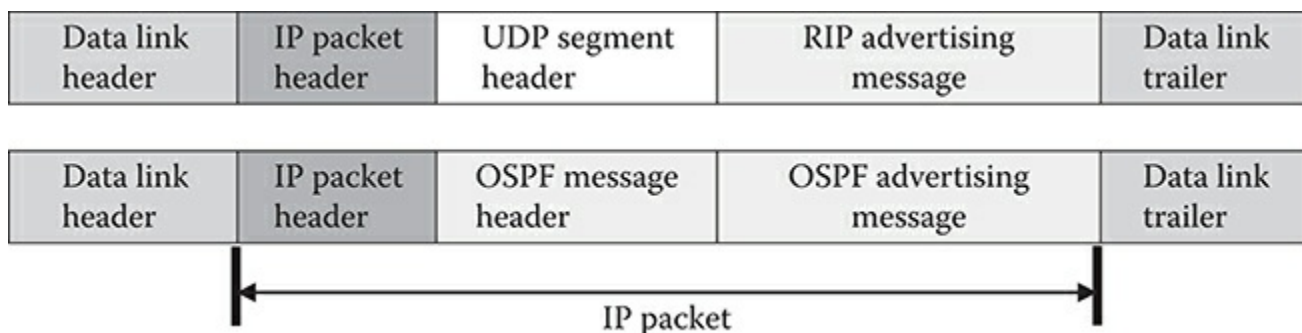 Data link header
IP packet header
UDP segment header
RIP advertising message
Data link trailer
Data link header
IP packet header
OSPF message header
OSPF advertising message
Data link trailer
IP packet